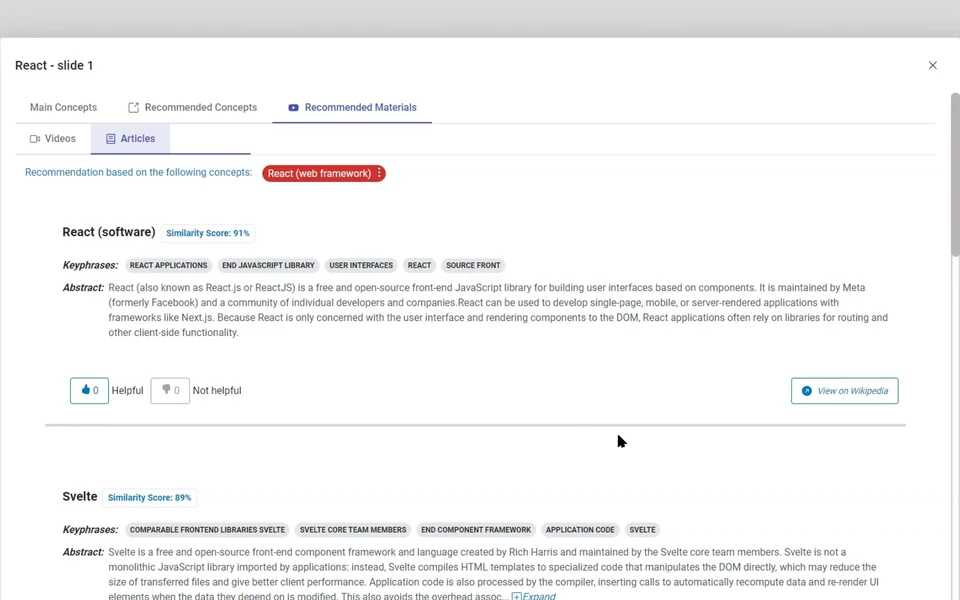 React - slide 1
Main Concepts
Recommended Concepts
Recommended Materials
Videos
Articles
Recommendation based on the following concepts: React (web framework)
React (software) Similarity Score: 91%
Keyphrases: REACT APPLICATIONS END JAVASCRIPT LIBRARY USER INTERFACES REACT SOURCE FRONT
Abstract: React (also known as React.js or ReactJS) is a free and open-source front-end JavaScript library for building user interfaces based on components. It is maintained by Meta
(formerly Facebook) and a community of individual developers and companies.React can be used to develop single-page, mobile, or server-rendered applications with
frameworks like Next.js. Because React is only concerned with the user interface and rendering components to the DOM, React applications often rely on libraries for routing and
other client-side functionality.
0 Helpful 0 Not helpful
View on Wikipedia
Svelte Similarity Score: 89%
Keyphrases: COMPARABLE FRONTEND LIBRARIES SVELTE SVELTE CORE TEAM MEMBERS END COMPONENT FRAMEWORK APPLICATION CODE SVELTE
Abstract: Svelte is a free and open-source front-end component framework and language created by Rich Harris and maintained by the Svelte core team members. Svelte is not a
monolithic JavaScript library imported by applications: instead, Svelte compiles HTML templates to specialized code that manipulates the DOM directly, which may reduce the
size of transferred files and give better client performance. Application code is also processed by the compiler, inserting calls to automatically recompute data and re-render UI
elements when the data they depend on is modified. This also avoids the overhead assoc... Expand